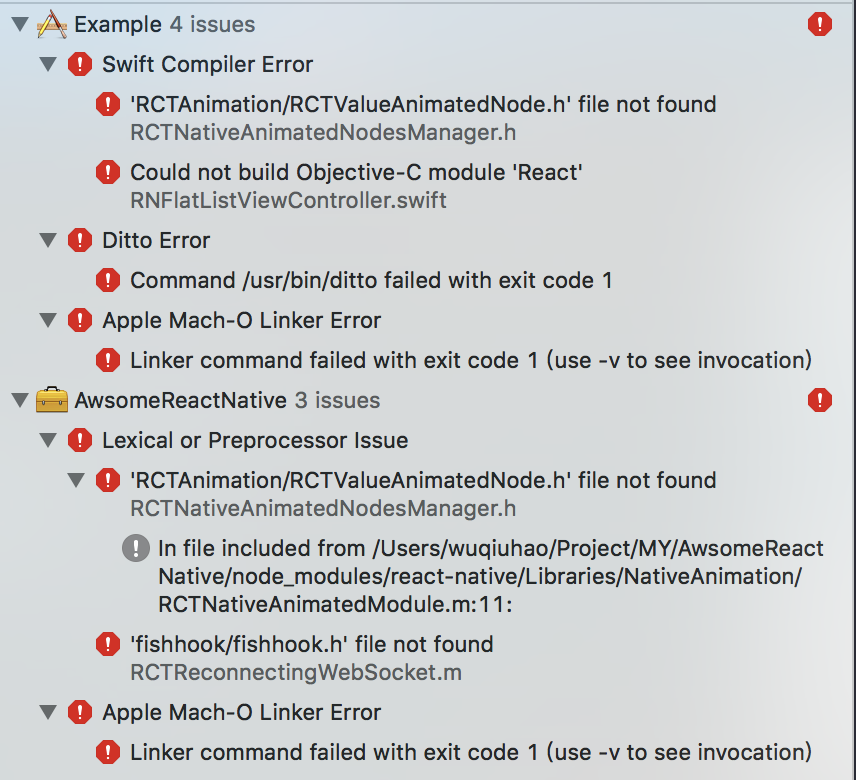 Example 4 issues
Swift Compiler Error
'RCTAnimation/RCTValueAnimatedNode.h' file not found
RCTNativeAnimatedNodesManager.h
Could not build Objective-C module 'React'
RNFlatListViewController.swift
Ditto Error
Command /usr/bin/ditto failed with exit code 1
Apple Mach-O Linker Error
Linker command failed with exit code 1 (use -v to see invocation)
AwsomeReactNative 3 issues
Lexical or Preprocessor Issue
'RCTAnimation/RCTValueAnimatedNode.h' file not found
RCTNativeAnimatedNodesManager.h
In file included from /Users/wuqiuhao/Project/MY/AwsomeReact
Native/node_modules/react-native/Libraries/NativeAnimation/
RCTNativeAnimatedModule.m:11:
'fishhook/fishhook.h' file not found
RCTReconnectingWebSocket.m
Apple Mach-O Linker Error
Linker command failed with exit code 1 (use -v to see invocation)